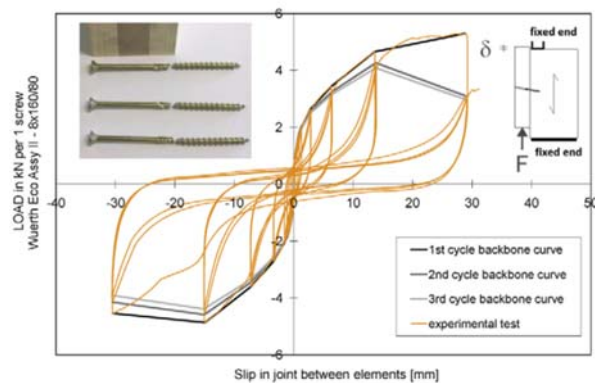 LOAD in kN per 1 screw
Wuerth Eco Assy II - 8x160/80
6
4
2
0
-2
-4
-6
-40
-30
-20
-10
0
10
20
30
40
50
δ
fixed end
F
fixed end
1st cycle backbone curve
2nd cycle backbone curve
3rd cycle backbone curve
experimental test
Slip in joint between elements [mm]